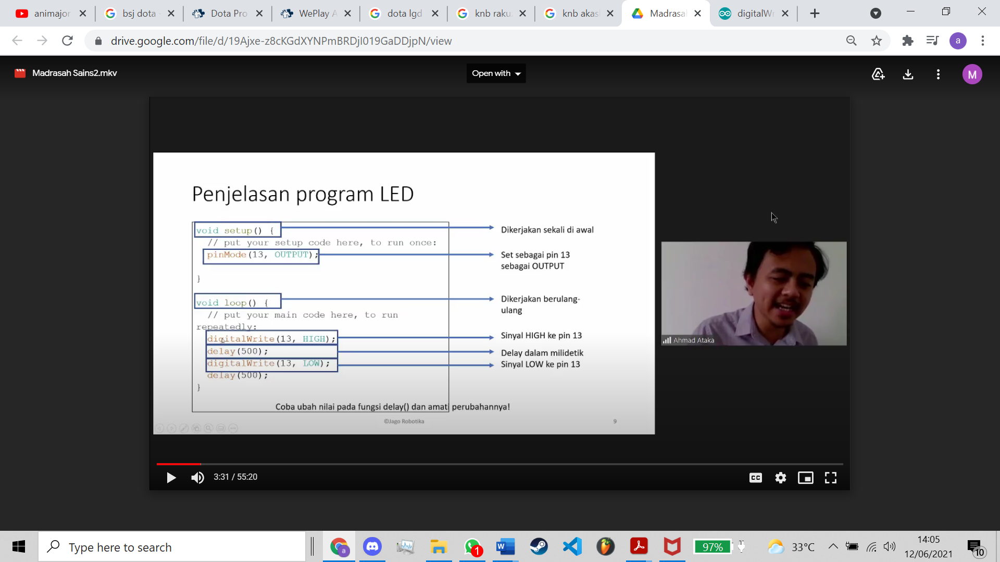 animajor
bsj dota
Dota Pro
WePlay A
dota lgd
knb raku
knb akas
Madrasa
digitalWr
drive.google.com/file/d/19Ajxe-z8cKGdXYNPmBRDjI019GaDDjpN/view
a
Madrasah Sains2.mkv
Open with
M
Penjelasan program LED
void setup() {
// put your setup code here, to run once:
pinMode(13, OUTPUT);
}
void loop() {
// put your main code here, to run
repeatedly:
digitalWrite(13, HIGH);
delay(500);
digitalWrite(13, LOW);
delay(500);
}
Dikerjakan sekali di awal
Set sebagai pin 13
sebagai OUTPUT
Dikerjakan berulang-
ulang
Sinyal HIGH ke pin 13
Delay dalam milidetik
Sinyal LOW ke pin 13
Coba ubah nilai pada fungsi delay() dan amati perubahannya!
©Jago Robotika
9
Ahmad Ataka
3:31 / 55:20
CC
Type here to search
a
1
W
97%
33°C
14:05
12/06/2021
10